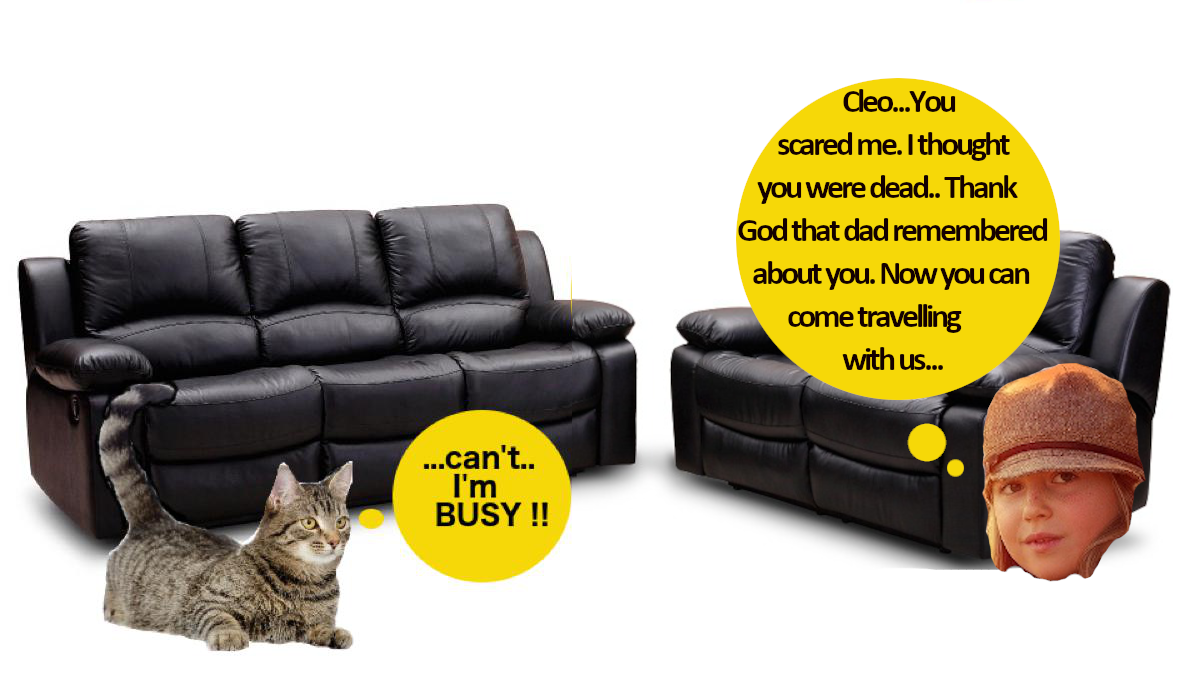 Cleo...You
scared me. I thought
you were dead.. Thank
God that dad remembered
about you. Now you can
come travelling
with us...
...can't..
I'm
BUSY !!